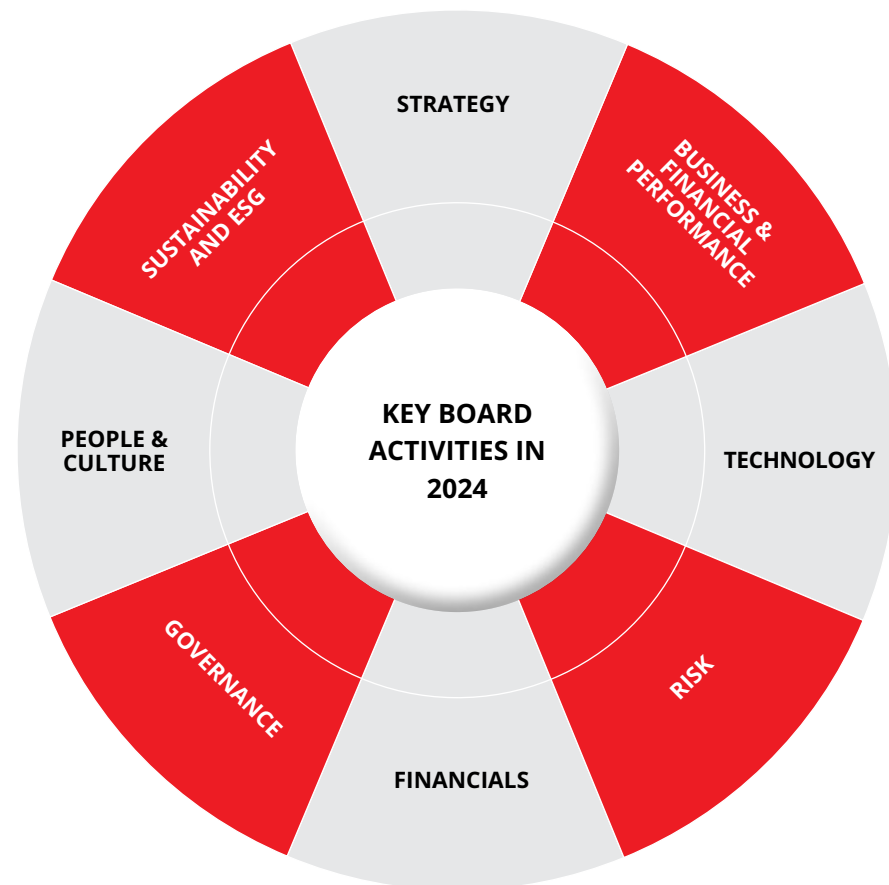 STRATEGY
BUSINESS &
FINANCIAL
PERFORMANCE
TECHNOLOGY
RISK
FINANCIALS
GOVERNANCE
PEOPLE &
CULTURE
SUSTAINABILITY
AND ESG
KEY BOARD
ACTIVITIES IN
2024